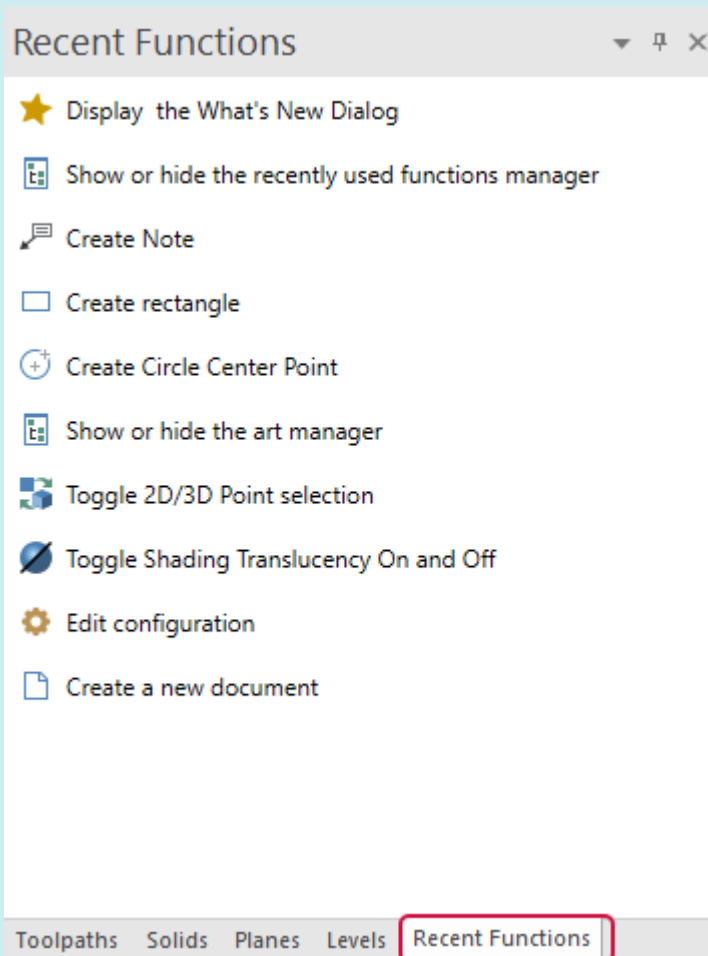 Recent Functions
Display  the What's New Dialog
Show or hide the recently used functions manager
Create Note
Create rectangle
Create Circle Center Point
Show or hide the art manager
Toggle 2D/3D Point selection
Toggle Shading Translucency On and Off
Edit configuration
Create a new document
Toolpaths Solids Planes Levels Recent Functions